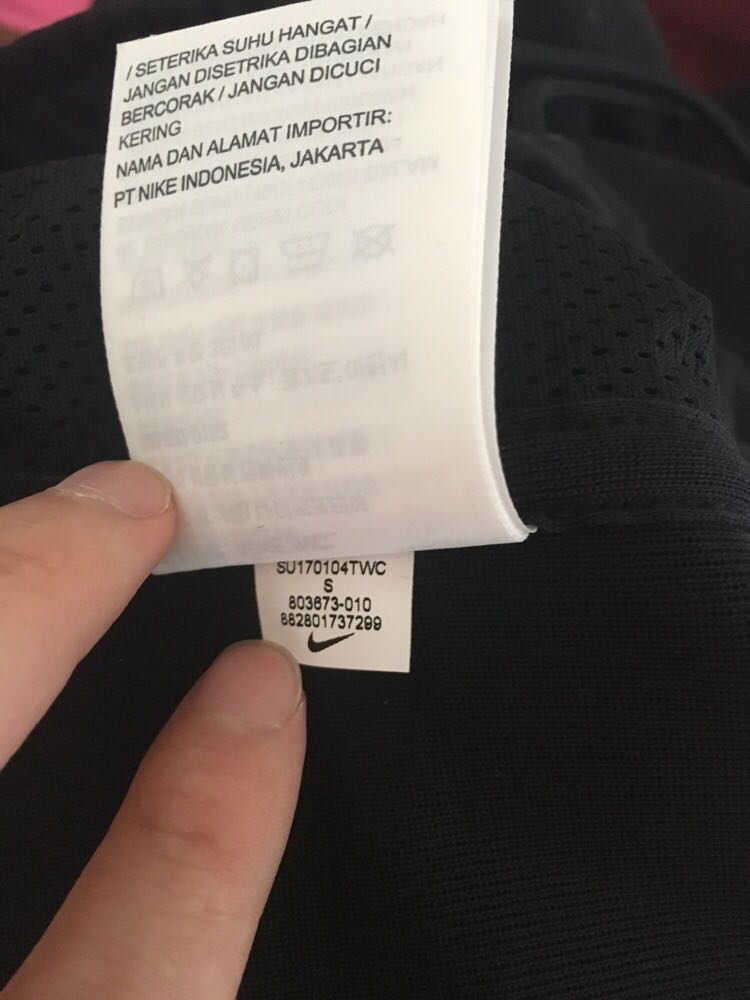 / SETERIKA SUHU HANGAT /
JANGAN DISETRIKA DIBAGIAN
BERCORAK / JANGAN DICUCI
KERING
NAMA DAN ALAMAT IMPORTIR:
PT NIKE INDONESIA, JAKARTA
SU170104TWC
S
803673-010
882801737299